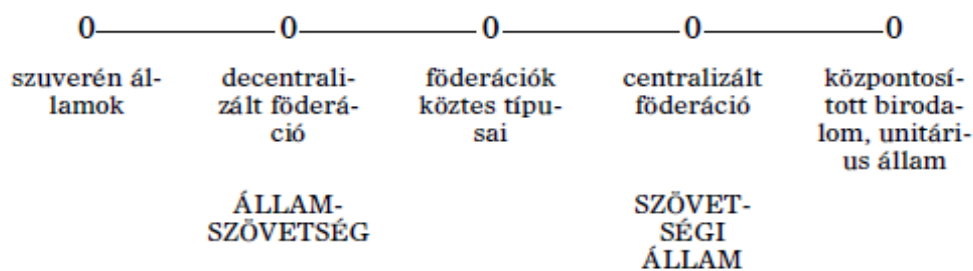 0 0 0 0 0
szuverén ál-
lamok
decentrali-
zált föderá-
ció
föderációk
köztes típu-
sai
centralizált
föderáció
központosí-
tott biroda-
lom, unitári-
us állam
ÁLLAM-
SZÖVETSÉG
SZÖVET-
SÉGI
ÁLLAM